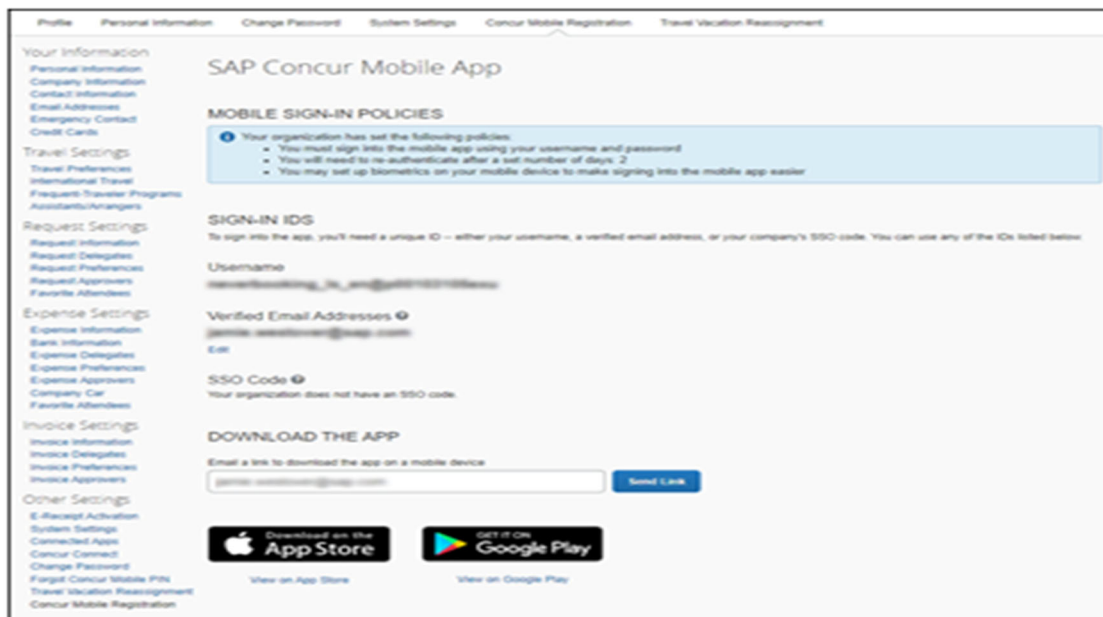 Profile Personal Information Change Password System Settings Concur Mobile Registration Travel Vacation Reassignment
Your Information
Personal Information
Company Information
Contact Information
Email Addresses
Emergency Contact
Credit Cards
Travel Settings
Travel Preferences
International Travel
Frequent-Traveler Programs
Assistants/Arrangers
Request Settings
Request Information
Request Delegates
Request Preferences
Request Approvers
Favorite Attendees
Expense Settings
Expense Information
Bank Information
Expense Delegates
Expense Preferences
Expense Approvers
Company Car
Favorite Attendees
Invoice Settings
Invoice Information
Invoice Delegates
Invoice Preferences
Invoice Approvers
Other Settings
E-Receipt Activation
System Settings
Connected Apps
Concur Connect
Change Password
Forgot Concur Mobile PIN
Travel Vacation Reassignment
Concur Mobile Registration
SAP Concur Mobile App
MOBILE SIGN-IN POLICIES
Your organization has set the following policies:
You must sign into the mobile app using your username and password
You will need to re-authenticate after a set number of days: 2
You may set up biometrics on your mobile device to make signing into the mobile app easier
SIGN-IN IDS
To sign into the app, you'll need a unique ID -- either your username, a verified email address, or your company's SSO code. You can use any of the IDs listed below.
Username
Verified Email Addresses
Edit
SSO Code
Your organization does not have an SSO code.
DOWNLOAD THE APP
Email a link to download the app on a mobile device
Send Link
Download on the
App Store
GET IT ON
Google Play
View on App Store
View on Google Play